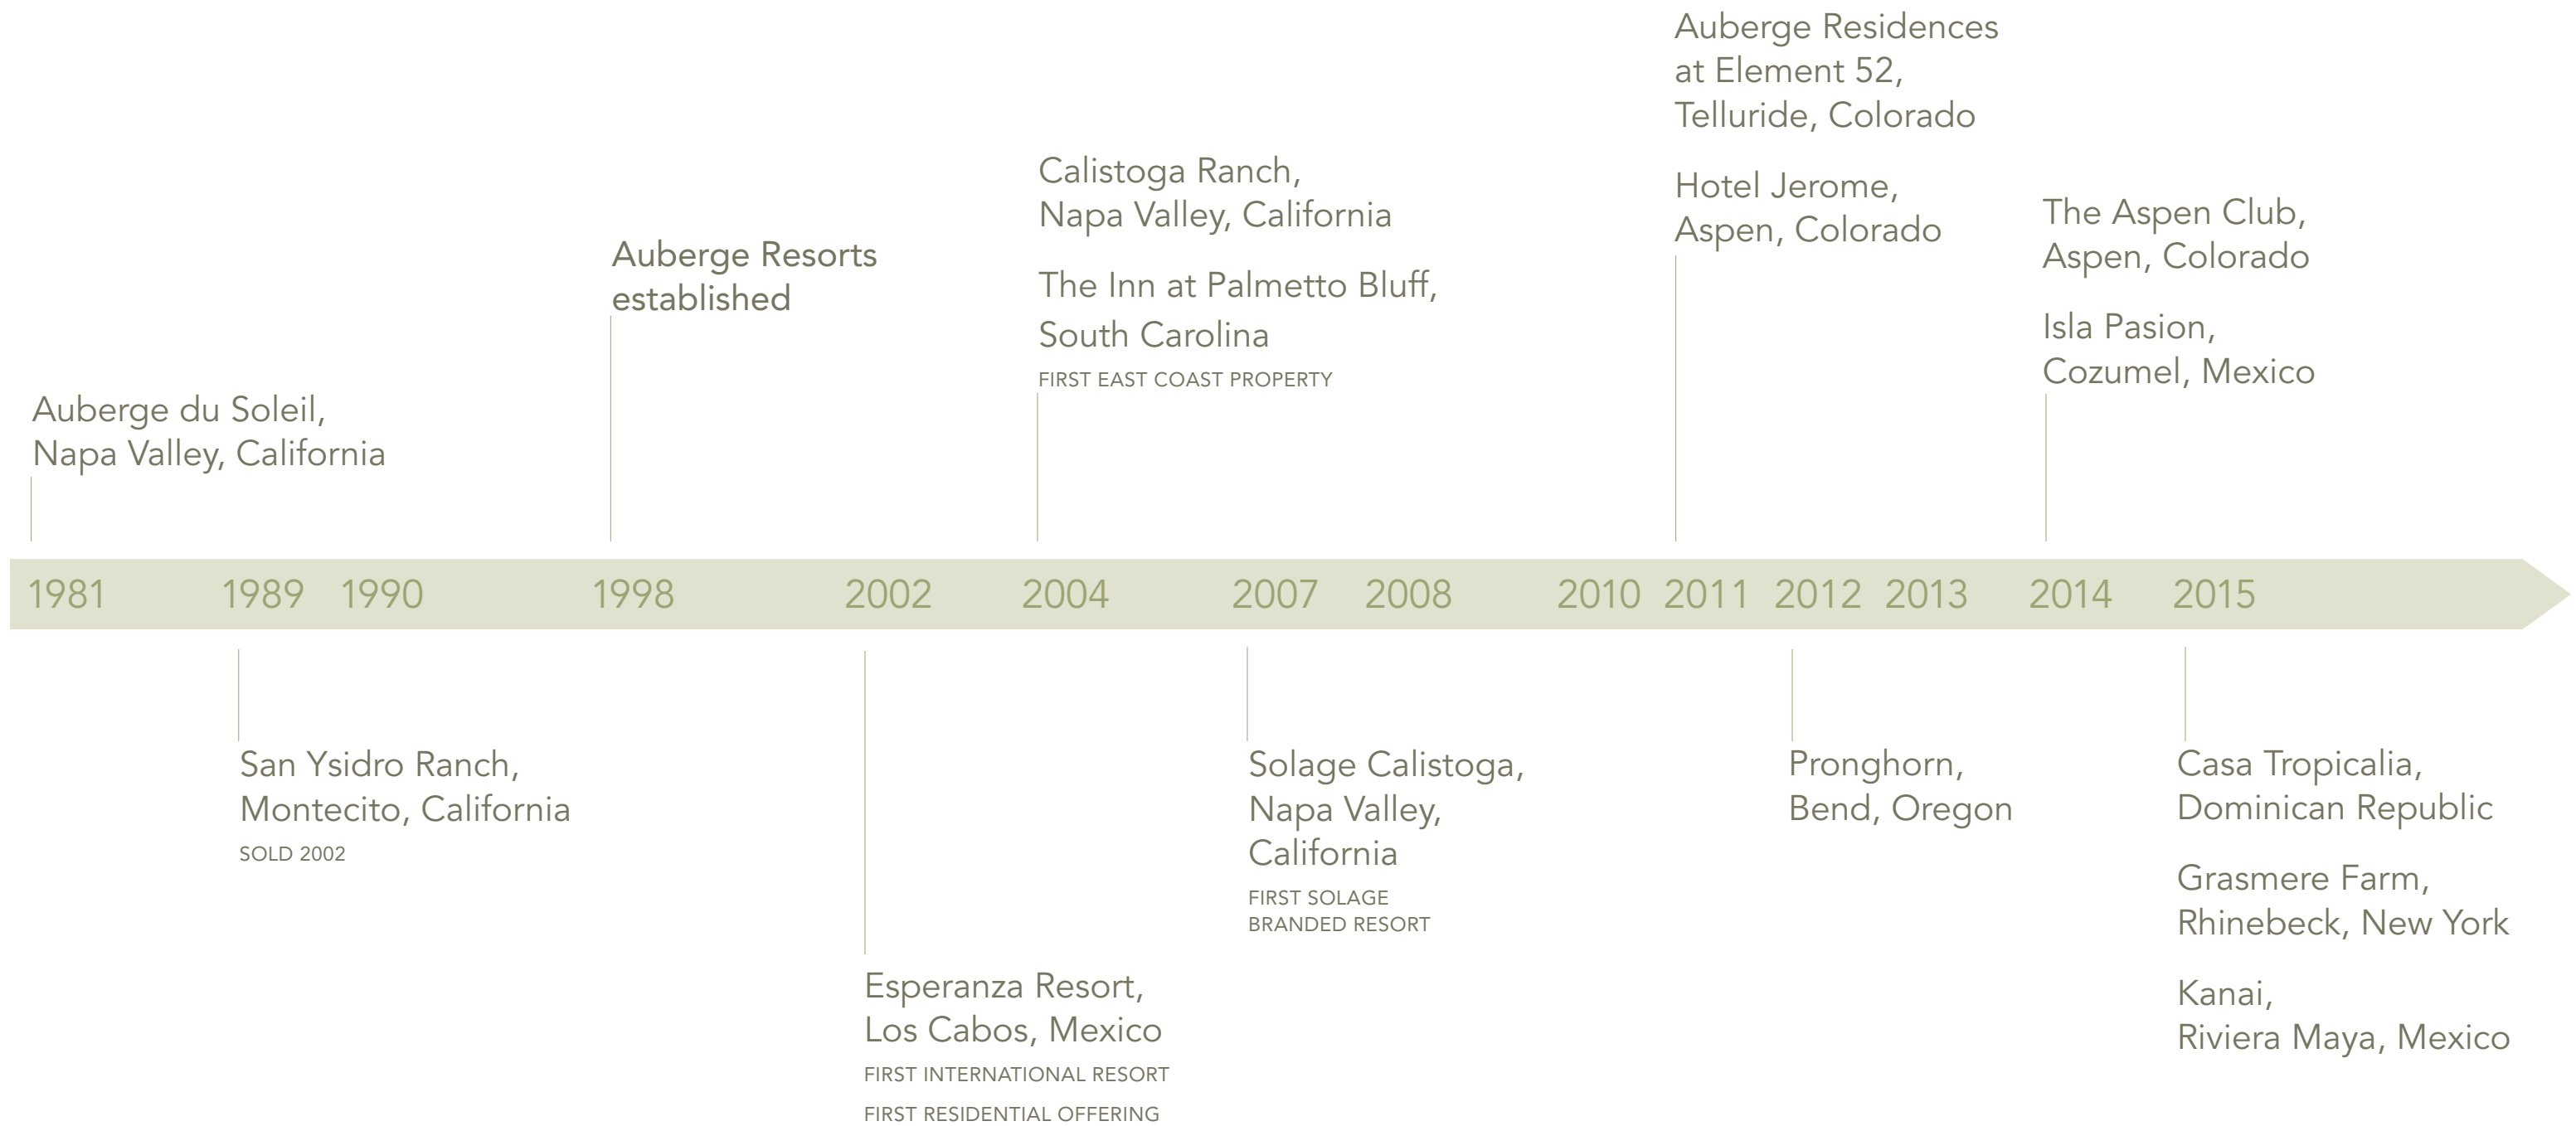 Auberge Residences
at Element 52,
Telluride, Colorado
Hotel Jerome,
Aspen, Colorado
Calistoga Ranch,
Napa Valley, California
The Inn at Palmetto Bluff,
South Carolina
FIRST EAST COAST PROPERTY
The Aspen Club,
Aspen, Colorado
Isla Pasion,
Cozumel, Mexico
Auberge Resorts
established
Auberge du Soleil,
Napa Valley, California
1981 1989 1990 1998 2002 2004 2007 2008 2010 2011 2012 2013 2014 2015
San Ysidro Ranch,
Montecito, California
SOLD 2002
Esperanza Resort,
Los Cabos, Mexico
FIRST INTERNATIONAL RESORT
FIRST RESIDENTIAL OFFERING
Solage Calistoga,
Napa Valley,
California
FIRST SOLAGE
BRANDED RESORT
Pronghorn,
Bend, Oregon
Casa Tropicalia,
Dominican Republic
Grasmere Farm,
Rhinebeck, New York
Kanai,
Riviera Maya, Mexico